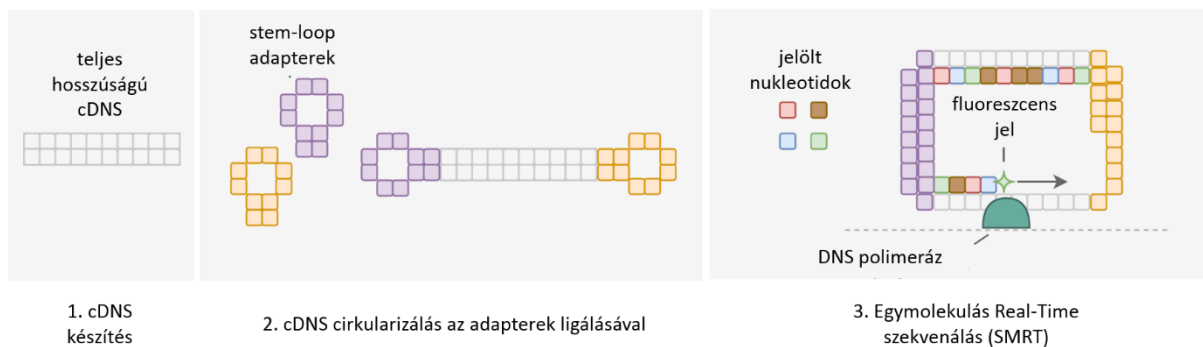 teljes
hosszúságú
cDNS
stem-loop
adapterek
jelölt
nukleotidok
fluoreszcens
jel
DNS polimeráz
1. cDNS
készítés
2. cDNS cirkularizálás az adapterek ligálásával
3. Egymolekulás Real-Time
szekvenálás (SMRT)